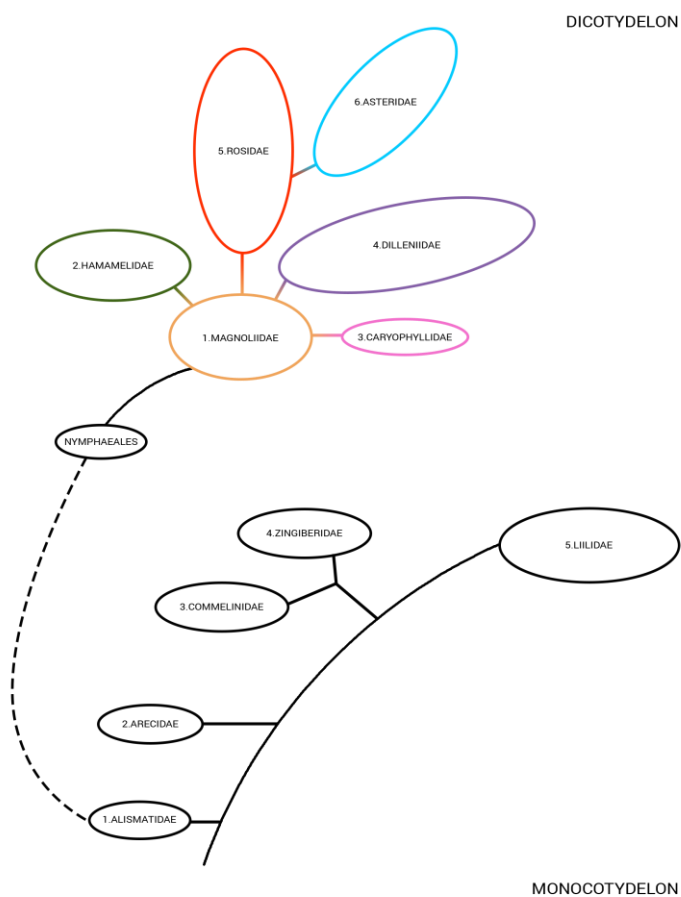 DICOTYDELON
6.ASTERIDAE
5.ROSIDAE
4.DILLENIIDAE
2.HAMAMELIDAE
1.MAGNOLIIDAE
3.CARYOPHYLLIDAE
NYMPHAEALES
4.ZINGIBERIDAE
5.LIILIDAE
3.COMMELINIDAE
2.ARECIDAE
1.ALISMATIDAE
MONOCOTYDELON